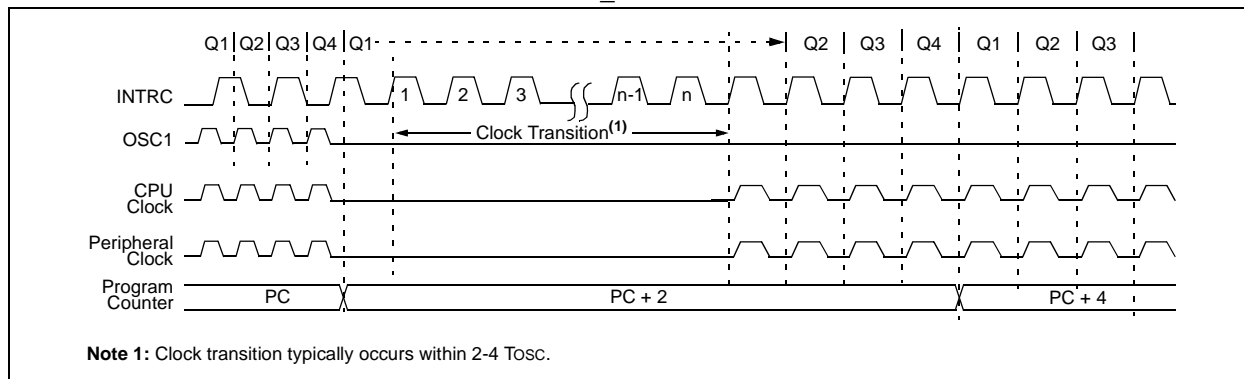 Q1 Q2 Q3 Q4 Q1 Q2 Q3 Q4 Q1 Q2 Q3
INTRC 1 2 3 n-1 n
Clock Transition(1)
OSC1
CPU
Clock
Peripheral
Clock
Program
Counter
PC PC + 2 PC + 4
Note 1: Clock transition typically occurs within 2-4 TOSC.